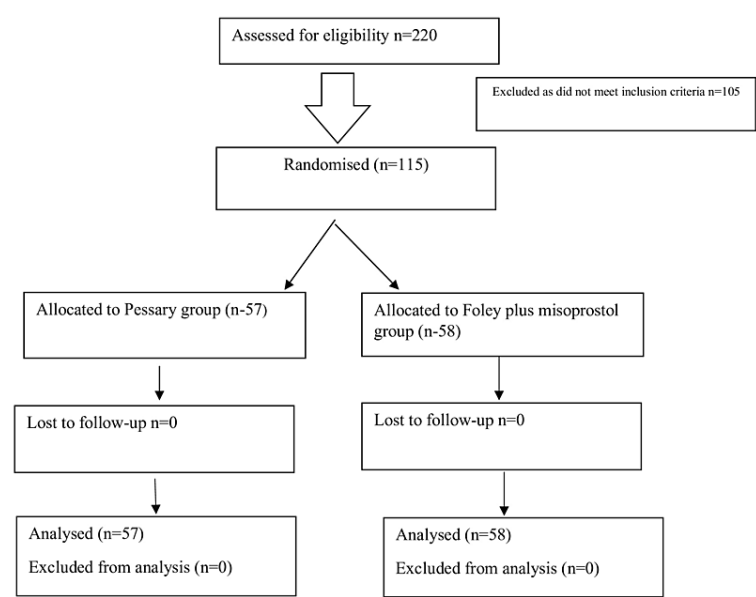 Assessed for eligibility n=220
Excluded as did not meet inclusion criteria n=105
Randomised (n=115)
Allocated to Pessary group (n-57)
Allocated to Foley plus misoprostol
group (n-58)
Lost to follow-up n=0
Lost to follow-up n=0
Analysed (n=57)
Excluded from analysis (n=0)
Analysed (n=58)
Excluded from analysis (n=0)